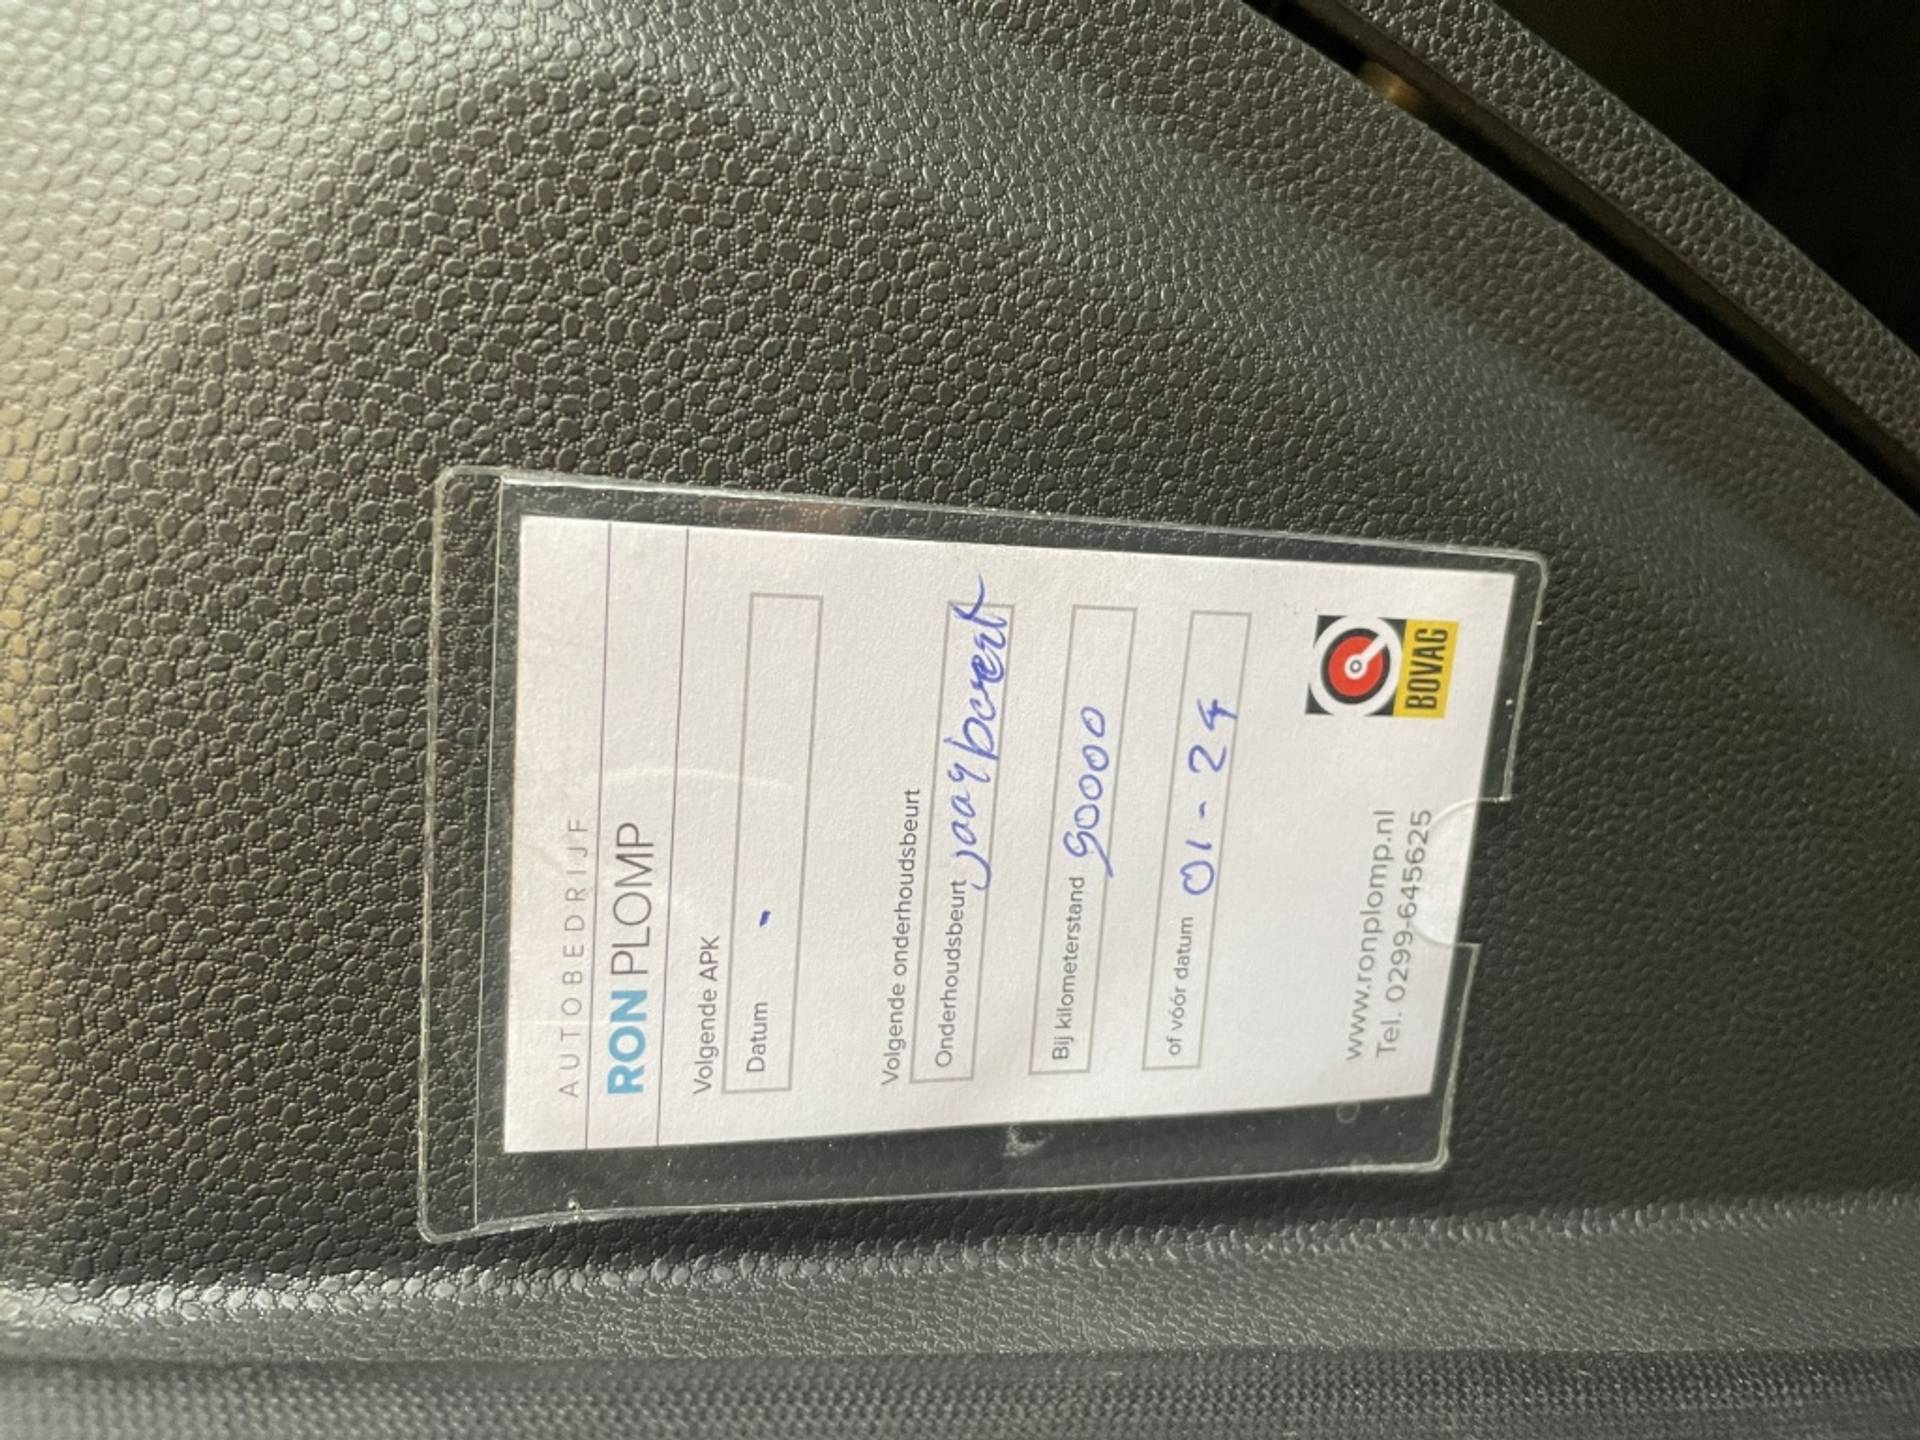 AUTOBEDRIJF
RON PLOMP
Volgende APK
Datum -
Volgende onderhoudsbeurt
Onderhoudsbeurt jaarbeurt
Bij kilometerstand 90000
of vóór datum 01-24
www.ronplomp.nl
Tel. 0299-645625
BOVAG